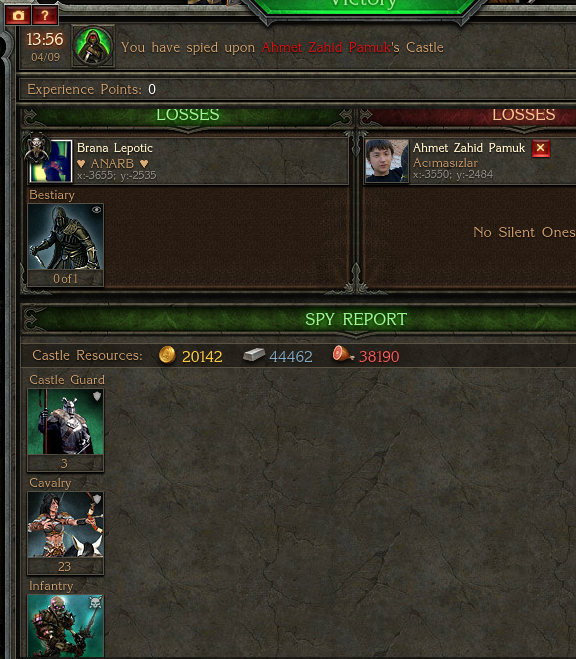 Victory
?
13:56
04/09
You have spied upon Ahmet Zahid Pamuk's Castle
Experience Points: 0
LOSSES
LOSSES
Brana Lepotic
♥ ANARB ♥
x:-3655; y:-2535
Ahmet Zahid Pamuk
Acımasızlar
x:-3550; y:-2484
Bestiary
0 of 1
No Silent Ones
SPY REPORT
Castle Resources: 20142 44462 38190
Castle Guard
3
Cavalry
23
Infantry